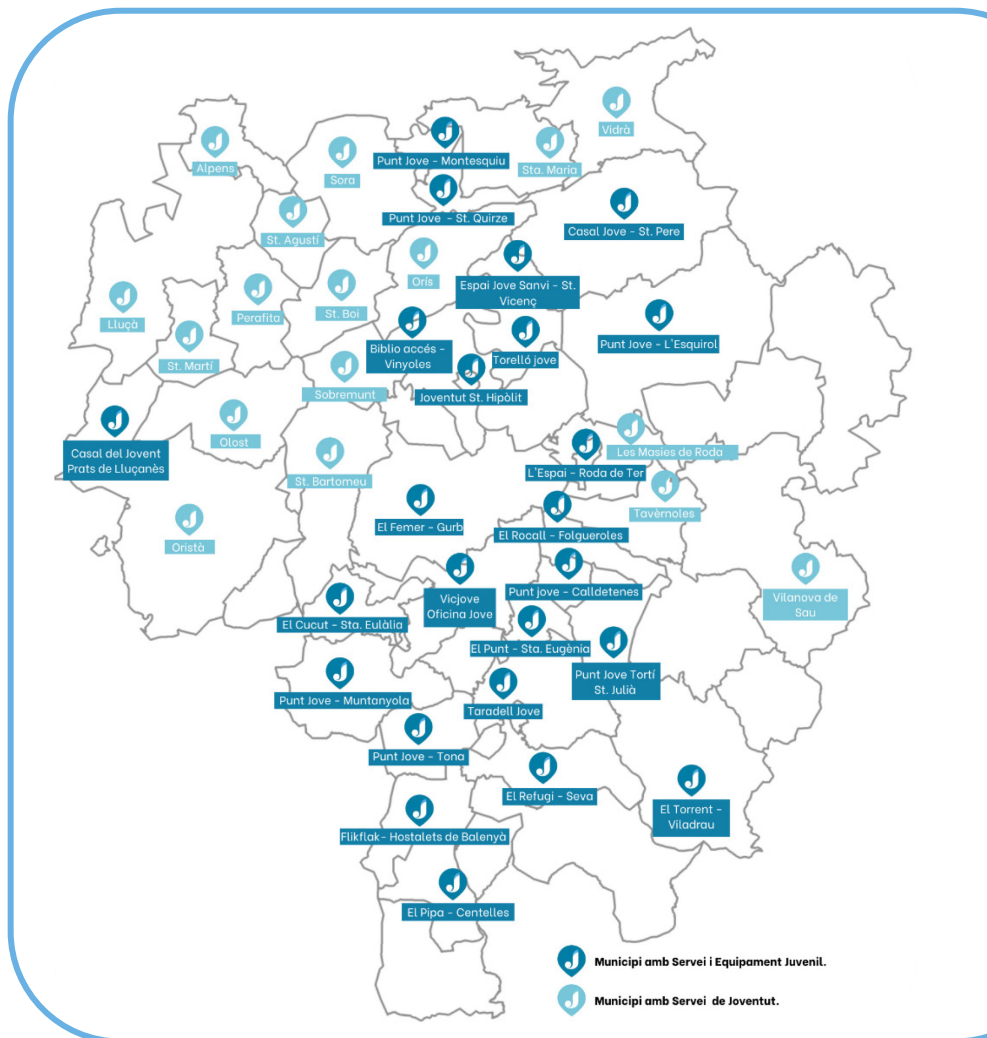 Vidrà
Punt Jove - Montesquiu
Alpens
Sora
Sta. Maria
Punt Jove - St. Quirze
Casal Jove - St. Pere
St. Agustí
Orís
Espai Jove Sanvi - St.
Vicenç
Lluçà
Perafita
St. Boi
Punt Jove - L'Esquirol
Biblio accés -
Vinyoles
Torelló jove
St. Martí
Sobremunt
Joventut St. Hipòlit
Casal del Jovent
Prats de Lluçanès
Olost
Les Masies de Roda
L'Espai - Roda de Ter
St. Bartomeu
Tavèrnoles
El Femer - Gurb
El Rocall - Folgueroles
Oristà
Punt jove - Calldetenes
Vicjove
Oficina Jove
Vilanova de
Sau
El Cucut - Sta. Eulàlia
El Punt - Sta. Eugènia
Punt Jove Tortí
St. Julià
Punt Jove - Muntanyola
Taradell Jove
Punt Jove - Tona
El Refugi - Seva
El Torrent -
Viladrau
Flikflak- Hostalets de Balenyà
El Pipa - Centelles
Municipi amb Servei i Equipament Juvenil.
Municipi amb Servei de Joventut.